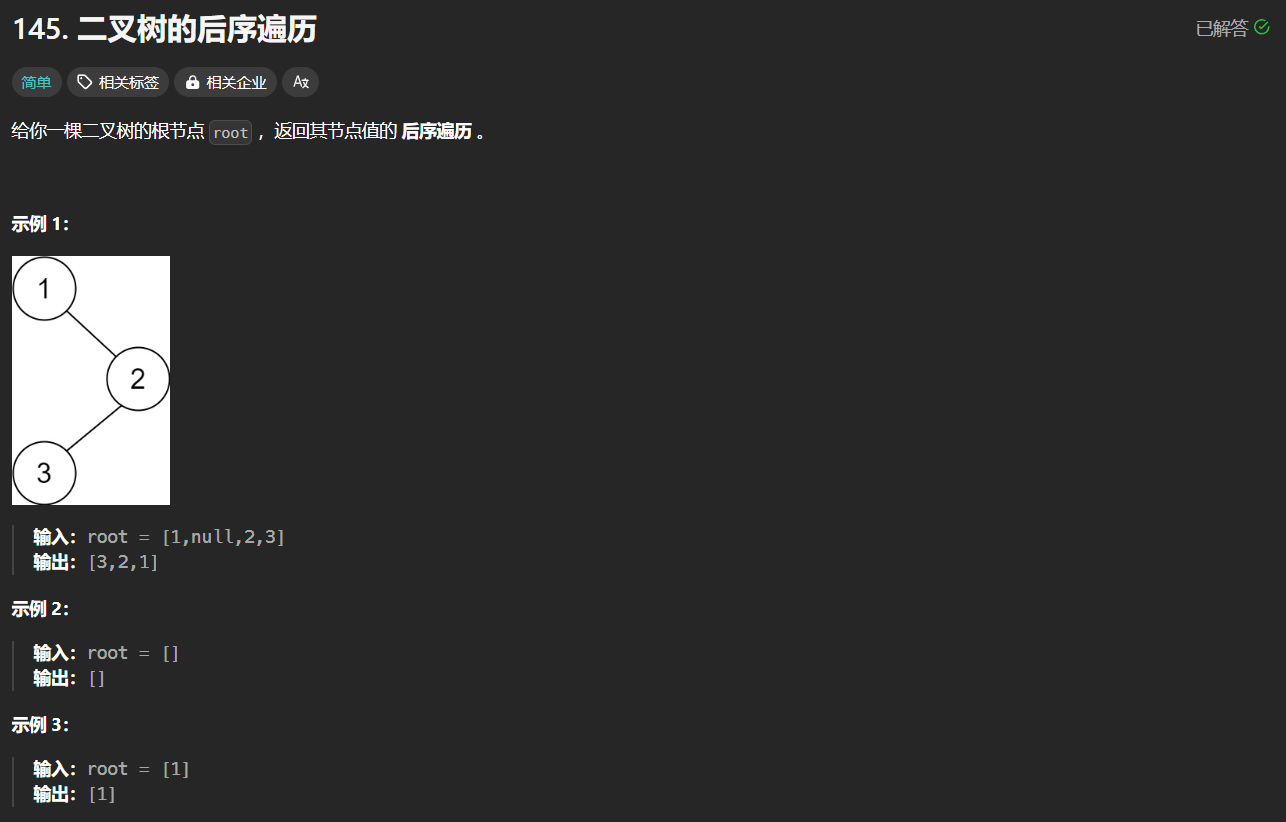 145. 二叉树的后序遍历
已解答
简单
相关标签
相关企业
给你一棵二叉树的根节点 root ，返回其节点值的 后序遍历 。
示例 1：
1
2
3
输入：root = [1,null,2,3]
输出：[3,2,1]
示例 2：
输入：root = []
输出：[]
示例 3：
输入：root = [1]
输出：[1]